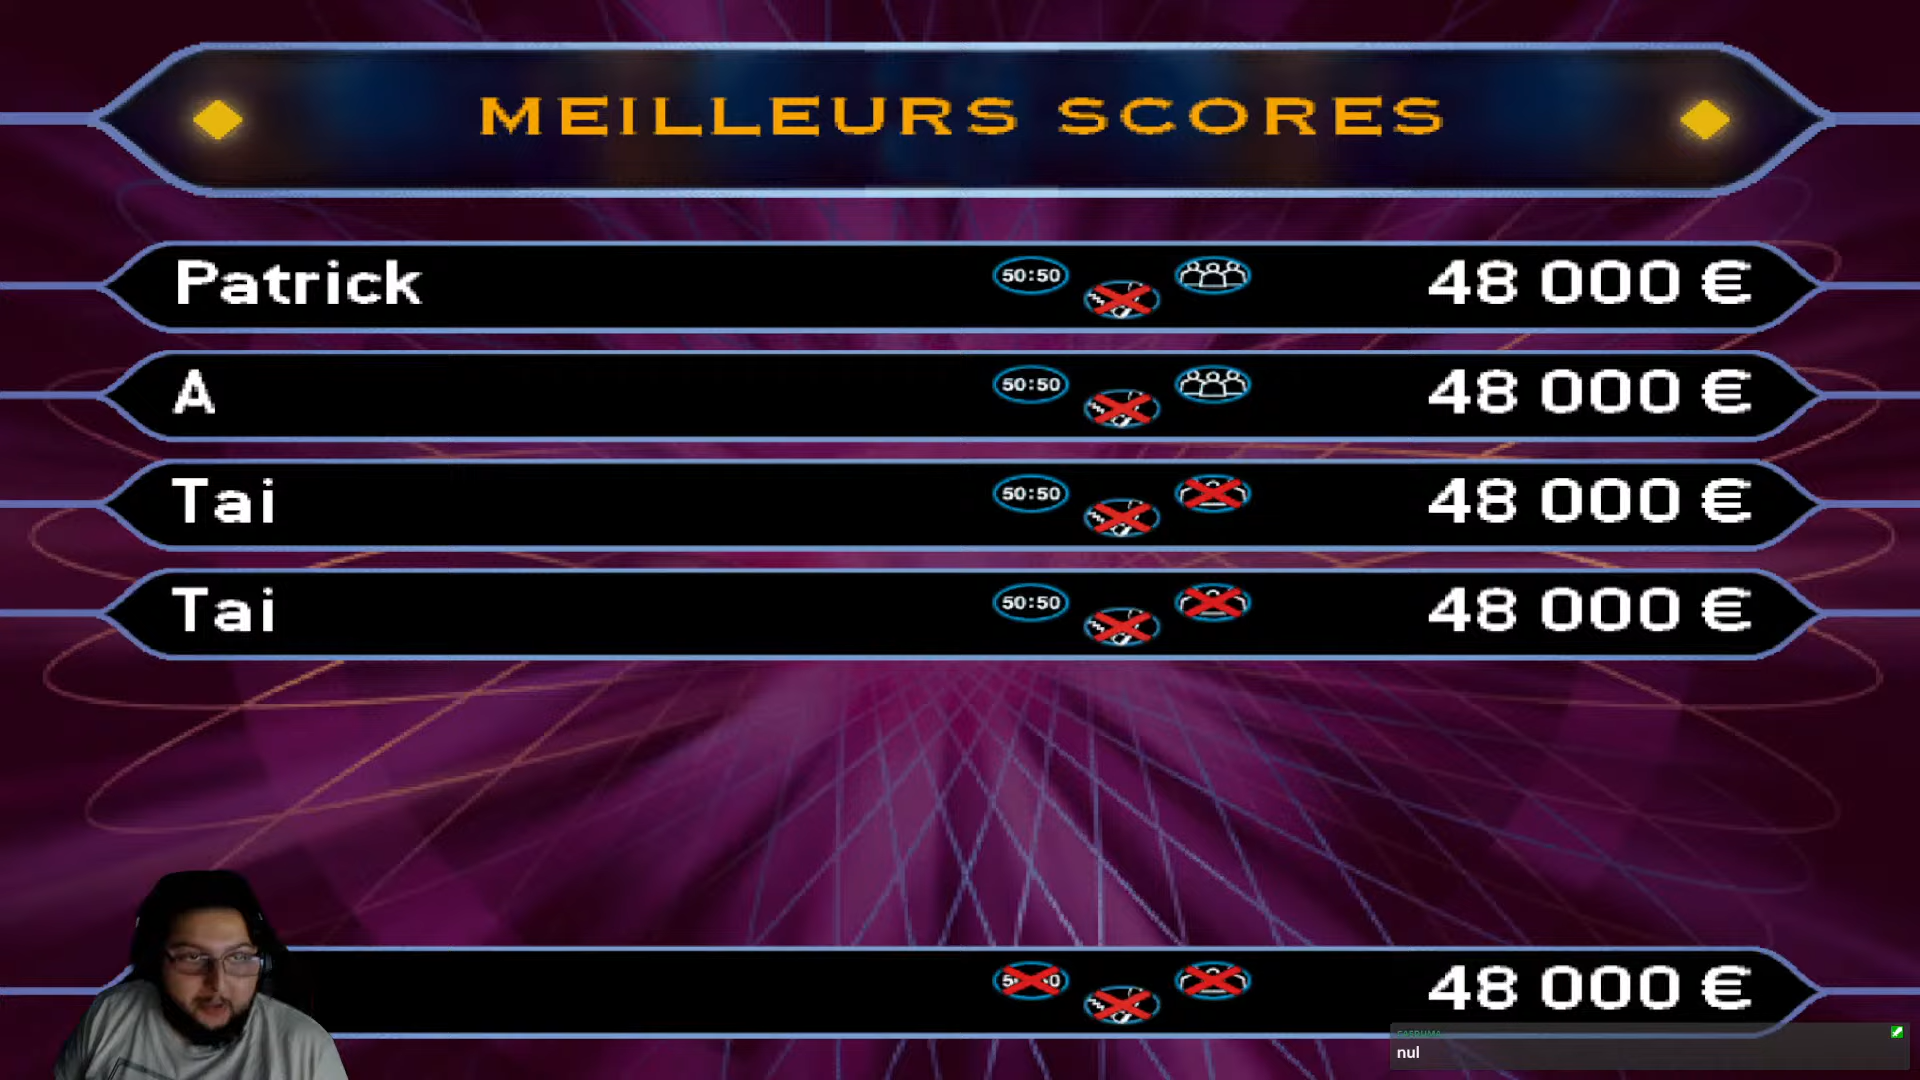 MEILLEURS SCORES
Patrick 50:50 48 000 €
A 50:50 48 000 €
Tai 50:50 48 000 €
Tai 50:50 48 000 €
48 000 €
nul